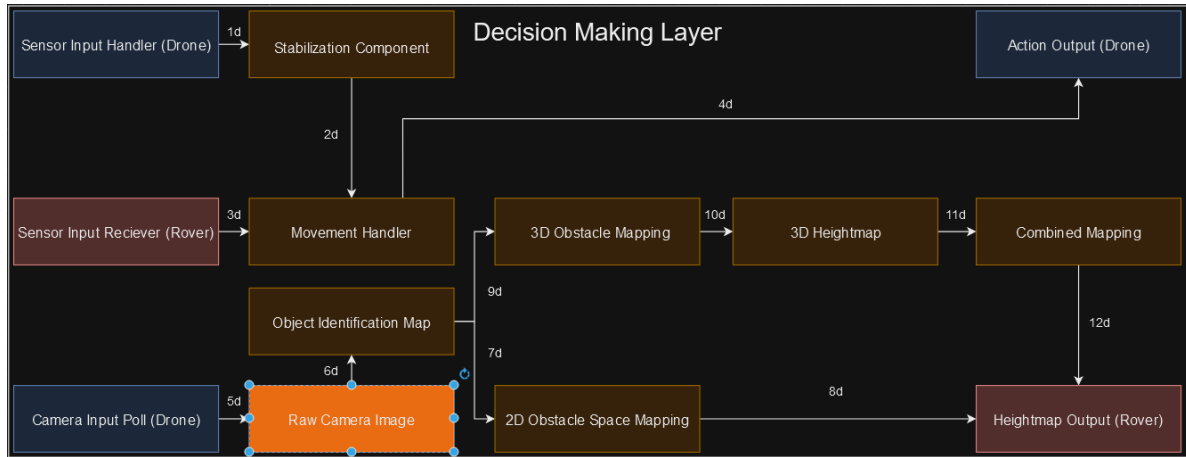 Decision Making Layer
Sensor Input Handler (Drone)
1d
Stabilization Component
Action Output (Drone)
2d
4d
Sensor Input Reciever (Rover)
3d
Movement Handler
3D Obstacle Mapping
10d
3D Heightmap
11d
Combined Mapping
9d
Object Identification Map
12d
7d
6d
Camera Input Poll (Drone)
5d
Raw Camera Image
2D Obstacle Space Mapping
8d
Heightmap Output (Rover)